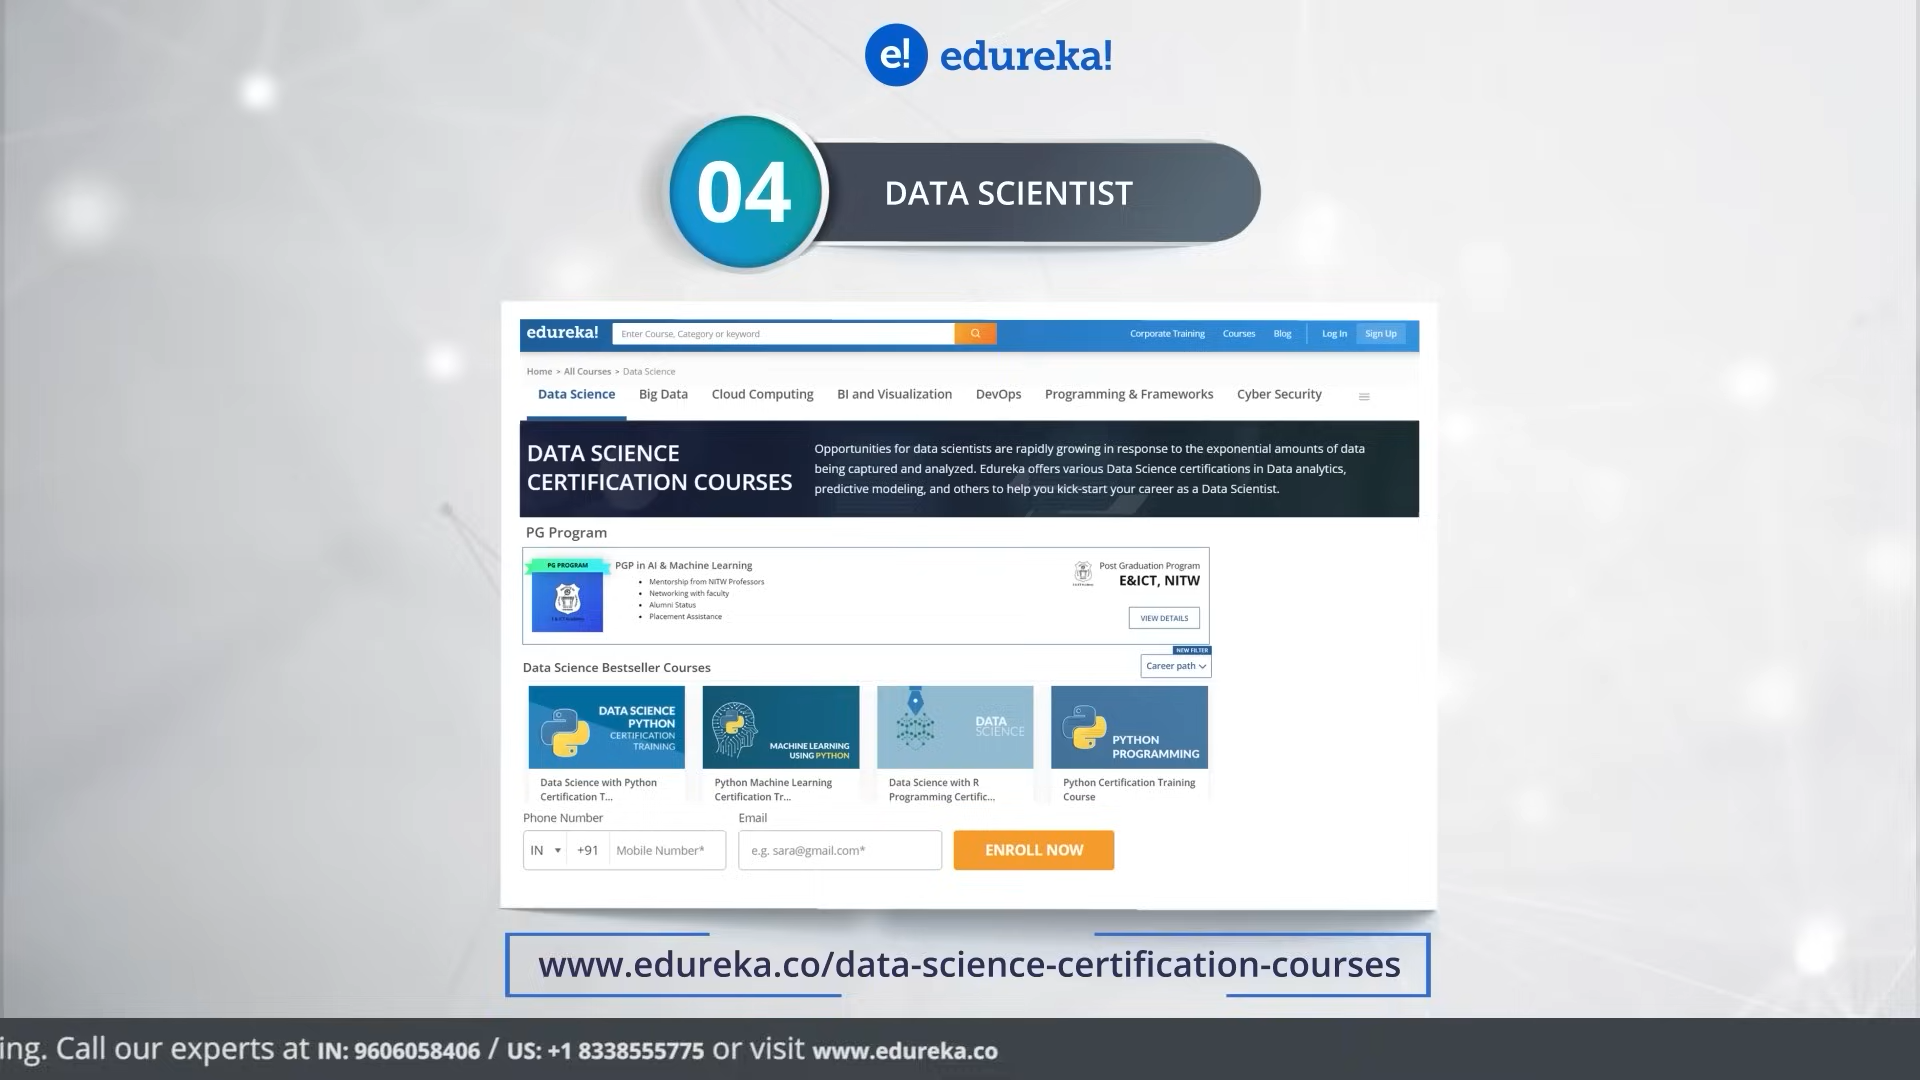 e! edureka!
04 DATA SCIENTIST
edureka! Enter Course, Category or keyword Corporate Training Courses Blog Log In Sign Up
Home > All Courses > Data Science
Data Science Big Data Cloud Computing BI and Visualization DevOps Programming & Frameworks Cyber Security
DATA SCIENCE
CERTIFICATION COURSES
Opportunities for data scientists are rapidly growing in response to the exponential amounts of data
being captured and analyzed. Edureka offers various Data Science certifications in Data analytics,
predictive modeling, and others to help you kick-start your career as a Data Scientist.
PG Program
PG PROGRAM
PGP in AI & Machine Learning
• Mentorship from NITW Professors
• Networking with faculty
• Alumni Status
• Placement Assistance
Post Graduation Program
E&ICT, NITW
VIEW DETAILS
NEW FILTER
Data Science Bestseller Courses
Career path
DATA SCIENCE
PYTHON
CERTIFICATION
TRAINING
Data Science with Python
Certification T...
MACHINE LEARNING
USING PYTHON
Python Machine Learning
Certification Tr...
DATA
SCIENCE
Data Science with R
Programming Certific...
PYTHON
PROGRAMMING
Python Certification Training
Course
Phone Number
IN +91 Mobile Number*
Email
e.g. sara@gmail.com*
ENROLL NOW
www.edureka.co/data-science-certification-courses
ing. Call our experts at IN: 9606058406 / US: +1 8338555775 or visit www.edureka.co